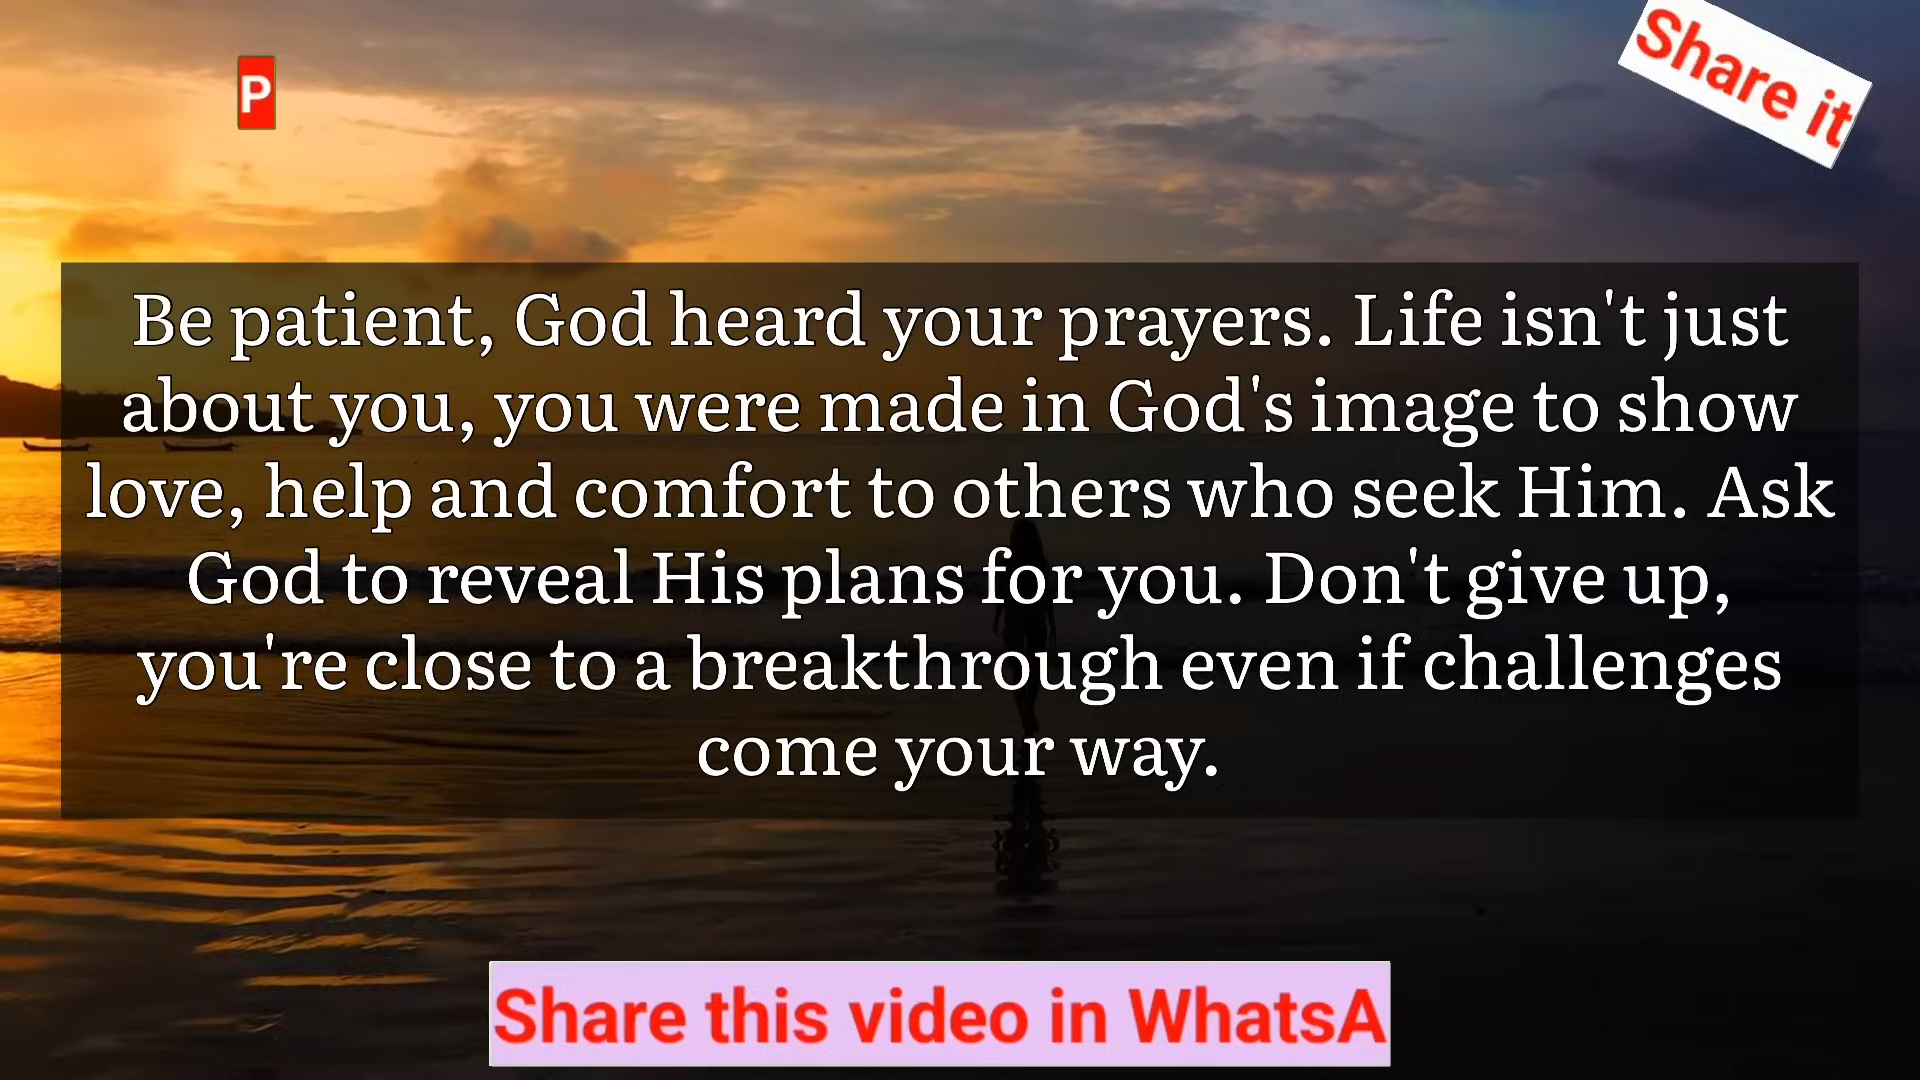 P
Share it
Be patient, God heard your prayers. Life isn't just
about you, you were made in God's image to show
love, help and comfort to others who seek Him. Ask
God to reveal His plans for you. Don't give up,
you're close to a breakthrough even if challenges
come your way.
Share this video in WhatsA